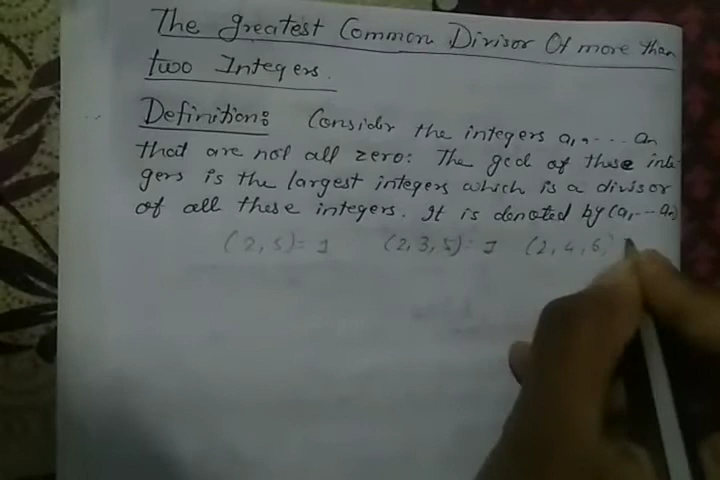 The greatest Common Divisor Of more than
two Integers.
Definition: Consider the integers a1, ... an
that are not all zero: The gcd of these inte-
gers is the largest integers which is a divisor
of all these integers. It is denoted by (a1, ... an)
(2, 5) = 1 (2, 3, 5) = 1 (2, 4, 6,